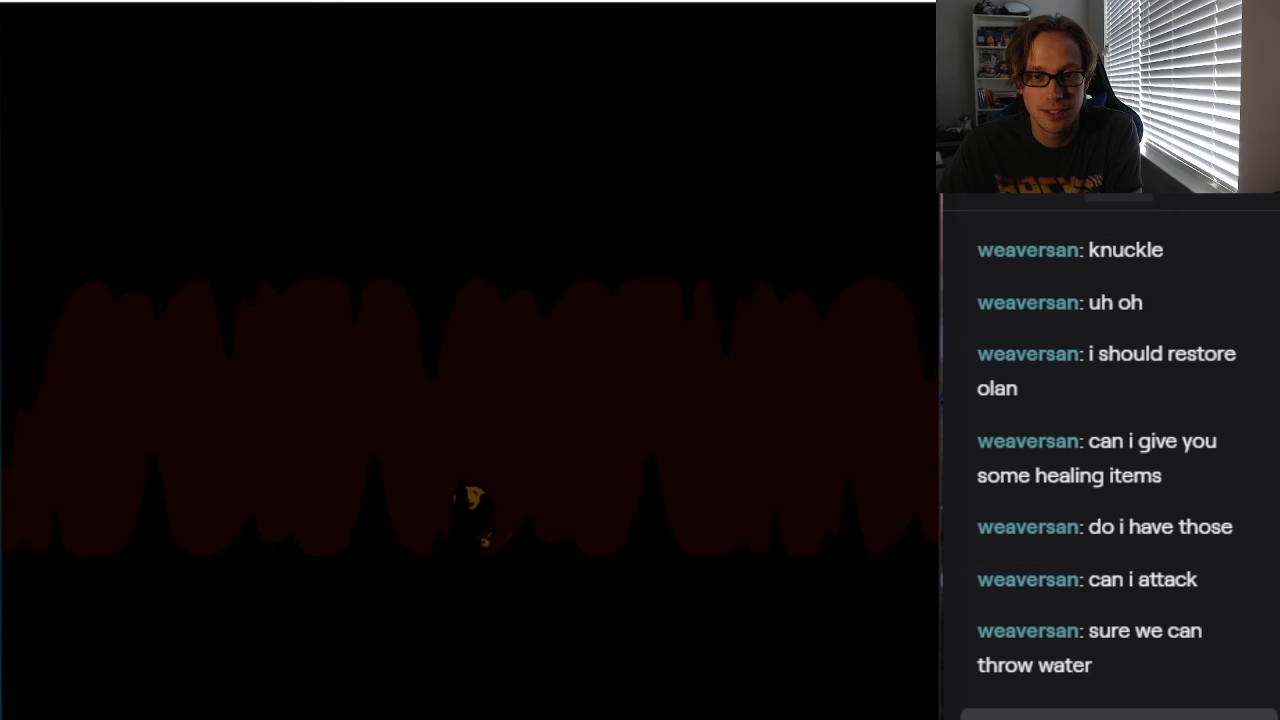 weaversan: knuckle
weaversan: uh oh
weaversan: i should restore
olan
weaversan: can i give you
some healing items
weaversan: do i have those
weaversan: can i attack
weaversan: sure we can
throw water